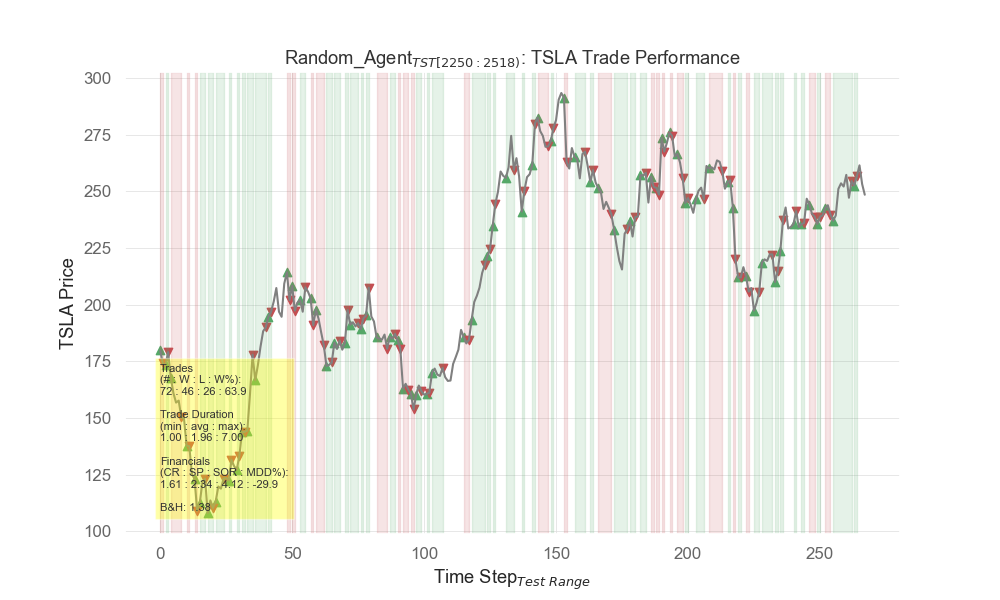 Random_Agent TST[2250 : 2518) : TSLA Trade Performance
300
275
250
225
200
175
150
125
100
TSLA Price
Trades
(# : W : L : W%):
72 : 46 : 26 : 63.9
Trade Duration
(min : avg : max):
1.00 : 1.96 : 7.00
Financials
(CR : SP : SOR : MDD%):
1.61 : 2.34 : 4.12 : -29.9
B&H: 1.38
0 50 100 150 200 250
Time Step Test Range